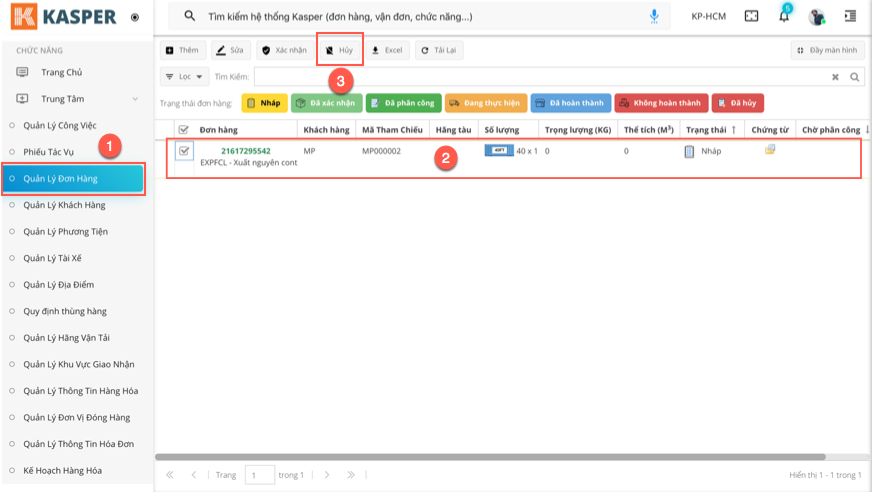 KASPER
Tìm kiếm hệ thống Kasper (đơn hàng, vận đơn, chức năng...)
KP-HCM
5
CHỨC NĂNG
Trang Chủ
Trung Tâm
Quản Lý Công Việc
Phiếu Tác Vụ
1
Quản Lý Đơn Hàng
Quản Lý Khách Hàng
Quản Lý Phương Tiện
Quản Lý Tài Xế
Quản Lý Địa Điểm
Quy định thùng hàng
Quản Lý Hãng Vận Tải
Quản Lý Khu Vực Giao Nhận
Quản Lý Thông Tin Hàng Hóa
Quản Lý Đơn Vị Đóng Hàng
Quản Lý Thông Tin Hóa Đơn
Kế Hoạch Hàng Hóa
Thêm Sửa Xác nhận Hủy Excel Tải Lại Đầy màn hình
3
Lọc Tìm Kiếm:
Trạng thái đơn hàng: Nháp Đã xác nhận Đã phân công Đang thực hiện Đã hoàn thành Không hoàn thành Đã hủy
Đơn hàng Khách hàng Mã Tham Chiếu Hãng tàu Số lượng Trọng lượng (KG) Thể tích (M³) Trạng thái ↑ Chứng từ Chờ phân công ↓
21617295542 MP MP000002 2 40FT 40 x 1 0 0 Nháp
EXPFCL - Xuất nguyên cont
Trang 1 trong 1
Hiển thị 1 - 1 trong 1